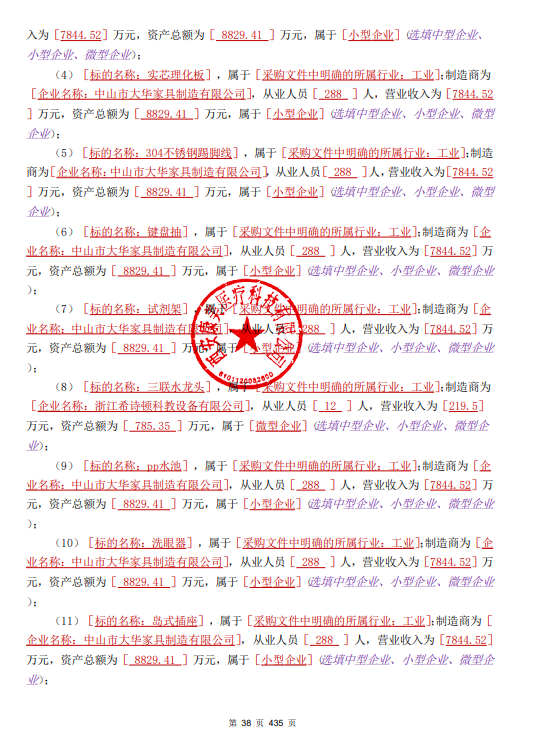 入为［7844.52］万元，资产总额为［ 8829.41 ］万元，属于［小型企业］（选填中型企业、
小型企业、微型企业）；
（4）［标的名称：实芯理化板］，属于［采购文件中明确的所属行业：工业］；制造商为
［企业名称：中山市大华家具制造有限公司］，从业人员［ 288 ］人，营业收入为［7844.52
］万元，资产总额为［ 8829.41 ］万元，属于［小型企业］（选填中型企业、小型企业、微型
企业）；
（5）［标的名称：304不锈钢踢脚线］，属于［采购文件中明确的所属行业：工业］；制造
商为［企业名称：中山市大华家具制造有限公司］，从业人员［ 288 ］人，营业收入为［7844.52
］万元，资产总额为［ 8829.41 ］万元，属于［小型企业］（选填中型企业、小型企业、微型
企业）；
（6）［标的名称：键盘抽］，属于［采购文件中明确的所属行业：工业］；制造商为［企
业名称：中山市大华家具制造有限公司］，从业人员［ 288 ］人，营业收入为［7844.52］万
元，资产总额为［ 8829.41 ］万元，属于［小型企业］（选填中型企业、小型企业、微型企业
）；
（7）［标的名称：试剂架］，属于［采购文件中明确的所属行业：工业］；制造商为［企
业名称：中山市大华家具制造有限公司］，从业人员［ 288 ］人，营业收入为［7844.52］万
元，资产总额为［ 8829.41 ］万元，属于［小型企业］（选填中型企业、小型企业、微型企业
）；
（8）［标的名称：三联水龙头］，属于［采购文件中明确的所属行业：工业］；制造商为
［企业名称：浙江希诗顿科教设备有限公司］，从业人员［ 12 ］人，营业收入为［219.5］
万元，资产总额为［ 785.35 ］万元，属于［微型企业］（选填中型企业、小型企业、微型企
业）；
（9）［标的名称：pp水池］，属于［采购文件中明确的所属行业：工业］；制造商为［企
业名称：中山市大华家具制造有限公司］，从业人员［ 288 ］人，营业收入为［7844.52］万
元，资产总额为［ 8829.41 ］万元，属于［小型企业］（选填中型企业、小型企业、微型企业
）；
（10）［标的名称：洗眼器］，属于［采购文件中明确的所属行业：工业］；制造商为［企
业名称：中山市大华家具制造有限公司］，从业人员［ 288 ］人，营业收入为［7844.52］万
元，资产总额为［ 8829.41 ］万元，属于［小型企业］（选填中型企业、小型企业、微型企业
）；
（11）［标的名称：岛式插座］，属于［采购文件中明确的所属行业：工业］；制造商为［
企业名称：中山市大华家具制造有限公司］，从业人员［ 288 ］人，营业收入为［7844.52］
万元，资产总额为［ 8829.41 ］万元，属于［小型企业］（选填中型企业、小型企业、微型企
业）；
第 38 页 435 页